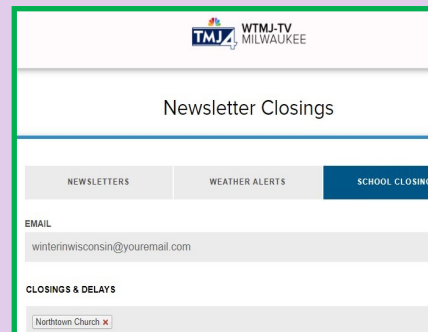 TMJ4 WTMJ-TV
MILWAUKEE
Newsletter Closings
NEWSLETTERS WEATHER ALERTS SCHOOL CLOSING
EMAIL
winterinwisconsin@youremail.com
CLOSINGS & DELAYS
Northtown Church ×